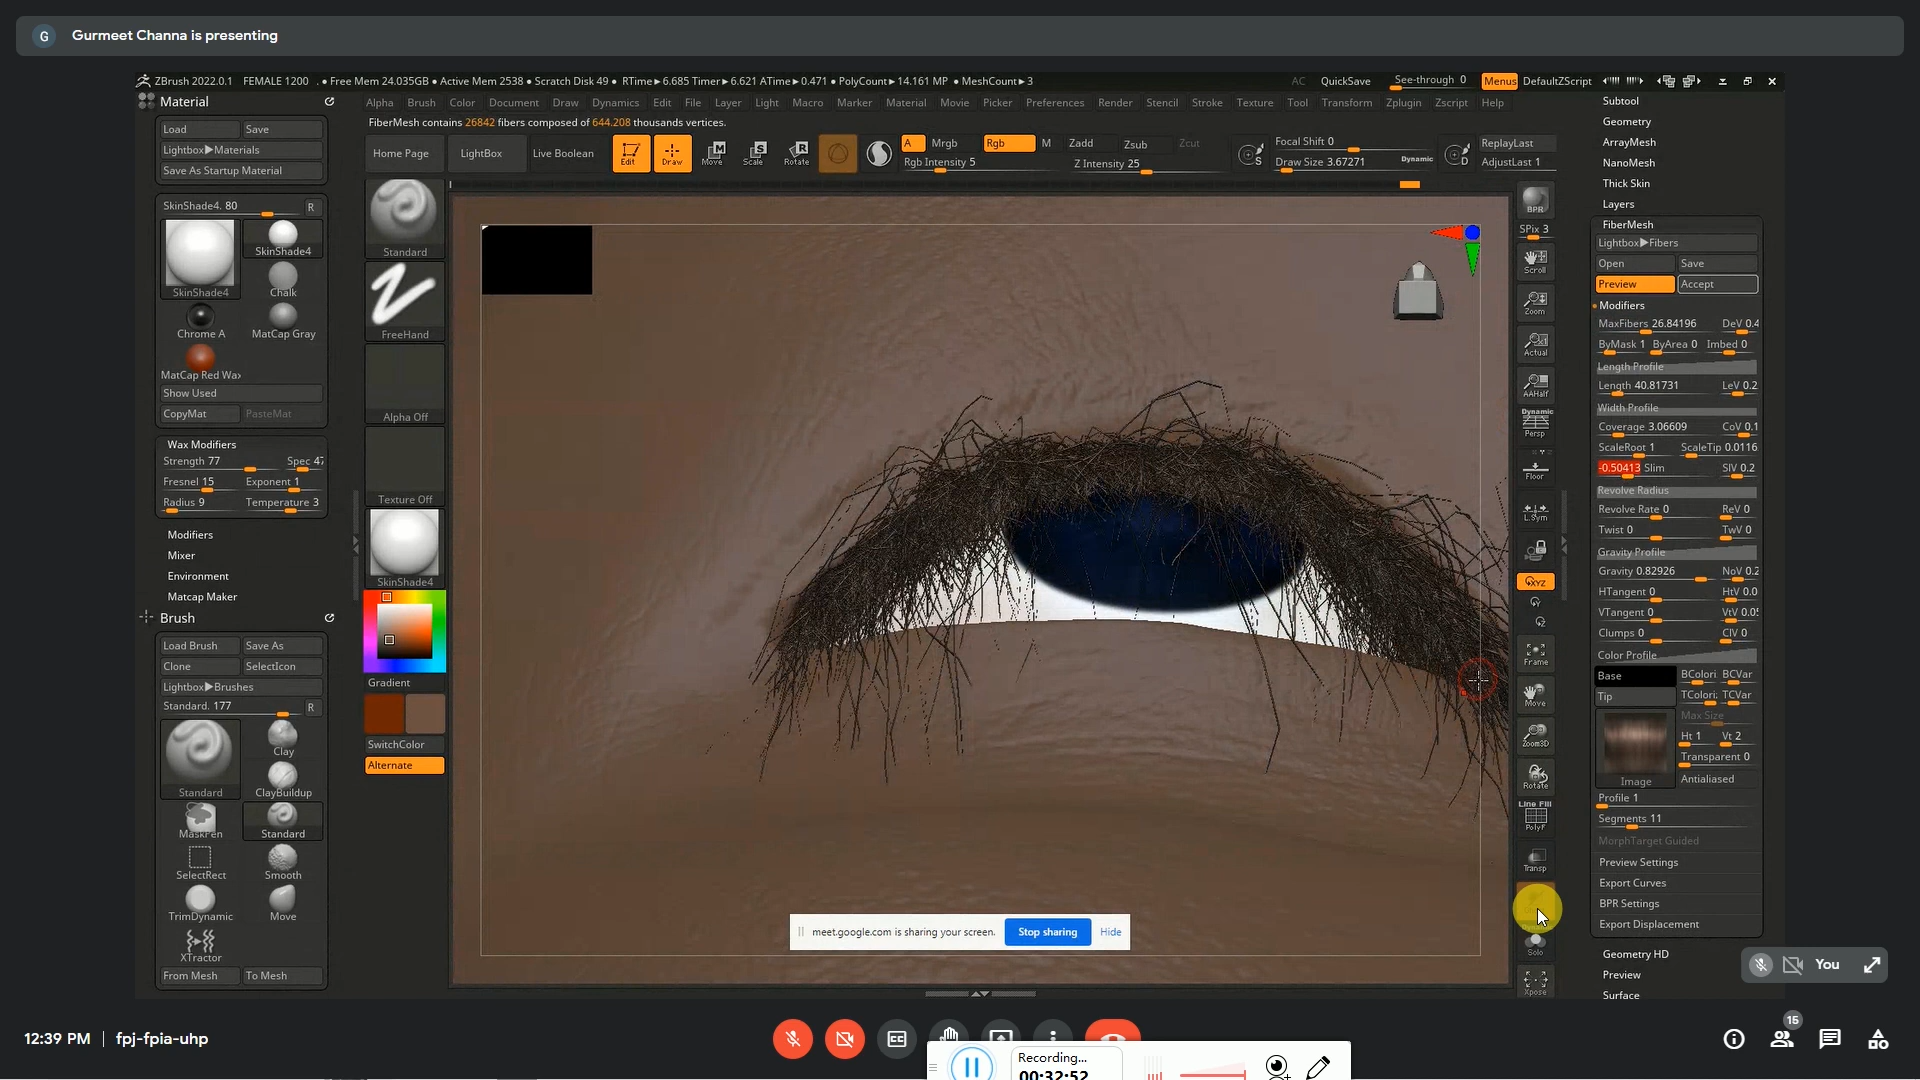 G Gurmeet Channa is presenting
ZBrush 2022.0.1 FEMALE 1200 . • Free Mem 24.035GB • Active Mem 2538 • Scratch Disk 49 • RTime▶6.685 Timer▶6.621 ATime▶0.471 • PolyCount▶14.161 MP • MeshCount▶3
AC QuickSave See-through 0 Menus DefaultZScript
Material
Alpha Brush Color Document Draw Dynamics Edit File Layer Light Macro Marker Material Movie Picker Preferences Render Stencil Stroke Texture Tool Transform Zplugin Zscript Help
FiberMesh contains 26842 fibers composed of 644.208 thousands vertices.
Home Page LightBox Live Boolean Edit Draw Move Scale Rotate
A Mrgb Rgb M Zadd Zsub Zcut
Rgb Intensity 5 Z Intensity 25
S Focal Shift 0
Draw Size 3.67271 Dynamic
D ReplayLast
AdjustLast 1
Load Save
Lightbox▶Materials
Save As Startup Material
SkinShade4. 80 R
SkinShade4
SkinShade4
Chalk
Chrome A MatCap Gray
MatCap Red Wax
Show Used
CopyMat PasteMat
Wax Modifiers
Strength 77 Spec 47
Fresnel 15 Exponent 1
Radius 9 Temperature 3
Modifiers
Mixer
Environment
Matcap Maker
Brush
Load Brush Save As
Clone SelectIcon
Lightbox▶Brushes
Standard. 177 R
Standard
Clay
ClayBuildup
MaskPen Standard
SelectRect Smooth
TrimDynamic Move
XTractor
From Mesh To Mesh
Standard
FreeHand
Alpha Off
Texture Off
SkinShade4
Gradient
SwitchColor
Alternate
BPR
SPix 3
Scroll
Zoom
Actual
AAHalf
Dynamic
Persp
Floor
L.Sym
XYZ
Frame
Move
Zoom3D
Rotate
Line Fill
PolyF
Transp
Solo
Xpose
Subtool
Geometry
ArrayMesh
NanoMesh
Thick Skin
Layers
FiberMesh
Lightbox▶Fibers
Open Save
Preview Accept
Modifiers
MaxFibers 26.84196 DeV 0.4
ByMask 1 ByArea 0 Imbed 0
Length Profile
Length 40.81731 LeV 0.2
Width Profile
Coverage 3.06609 CoV 0.1
ScaleRoot 1 ScaleTip 0.0116
-0.50413 Slim SlV 0.2
Revolve Radius
Revolve Rate 0 ReV 0
Twist 0 TwV 0
Gravity Profile
Gravity 0.82926 NoV 0.2
HTangent 0 HtV 0.0
VTangent 0 VtV 0.05
Clumps 0 ClV 0
Color Profile
Base BColori BCVar
Tip TColori TCVar
Max Size
Ht 1 Vt 2
Transparent 0
Image Antialiased
Profile 1
Segments 11
MorphTarget Guided
Preview Settings
Export Curves
BPR Settings
Export Displacement
Geometry HD
Preview
Surface
meet.google.com is sharing your screen. Stop sharing Hide
You
12:39 PM | fpj-fpia-uhp
15
Recording...
00:32:52